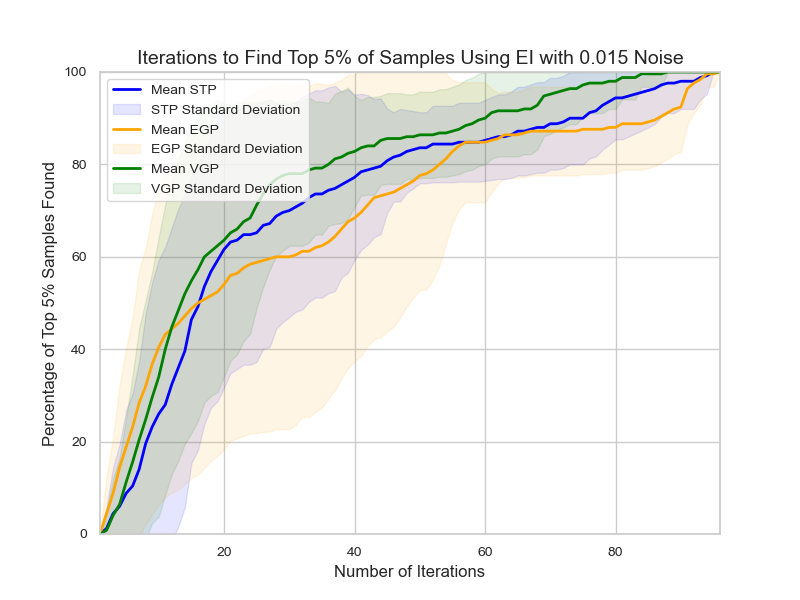 Iterations to Find Top 5% of Samples Using EI with 0.015 Noise
Percentage of Top 5% Samples Found
100
80
60
40
20
0
Mean STP
STP Standard Deviation
Mean EGP
EGP Standard Deviation
Mean VGP
VGP Standard Deviation
20
40
60
80
Number of Iterations